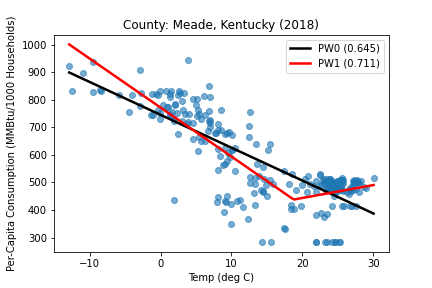 County: Meade, Kentucky (2018)
PW0 (0.645)
PW1 (0.711)
Per-Capita Consumption (MMBtu/1000 Households)
1000
900
800
700
600
500
400
300
−10 0 10 20 30
Temp (deg C)